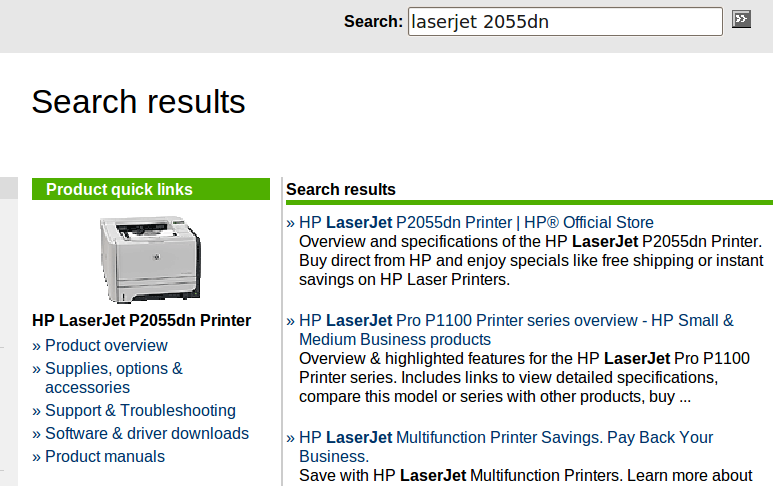 Search: laserjet 2055dn
Search results
Product quick links
HP LaserJet P2055dn Printer
» Product overview
» Supplies, options &
accessories
» Support & Troubleshooting
» Software & driver downloads
» Product manuals
Search results
» HP LaserJet P2055dn Printer | HP® Official Store
Overview and specifications of the HP LaserJet P2055dn Printer.
Buy direct from HP and enjoy specials like free shipping or instant
savings on HP Laser Printers.
» HP LaserJet Pro P1100 Printer series overview - HP Small &
Medium Business products
Overview & highlighted features for the HP LaserJet Pro P1100
Printer series. Includes links to view detailed specifications,
compare this model or series with other products, buy ...
» HP LaserJet Multifunction Printer Savings. Pay Back Your
Business.
Save with HP LaserJet Multifunction Printers. Learn more about